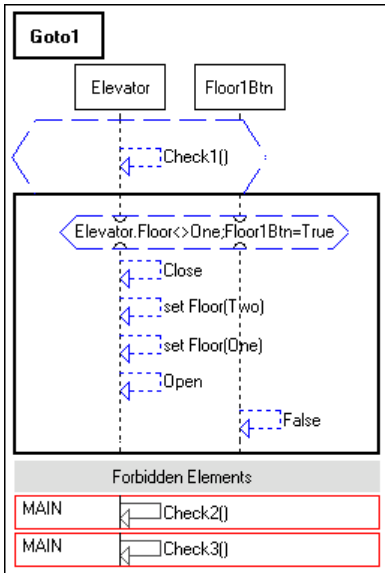 Goto1
Elevator
Floor1Btn
Check1()
Elevator.Floor<>One;Floor1Btn=True
Close
set Floor(Two)
set Floor(One)
Open
False
Forbidden Elements
MAIN
Check2()
MAIN
Check3()